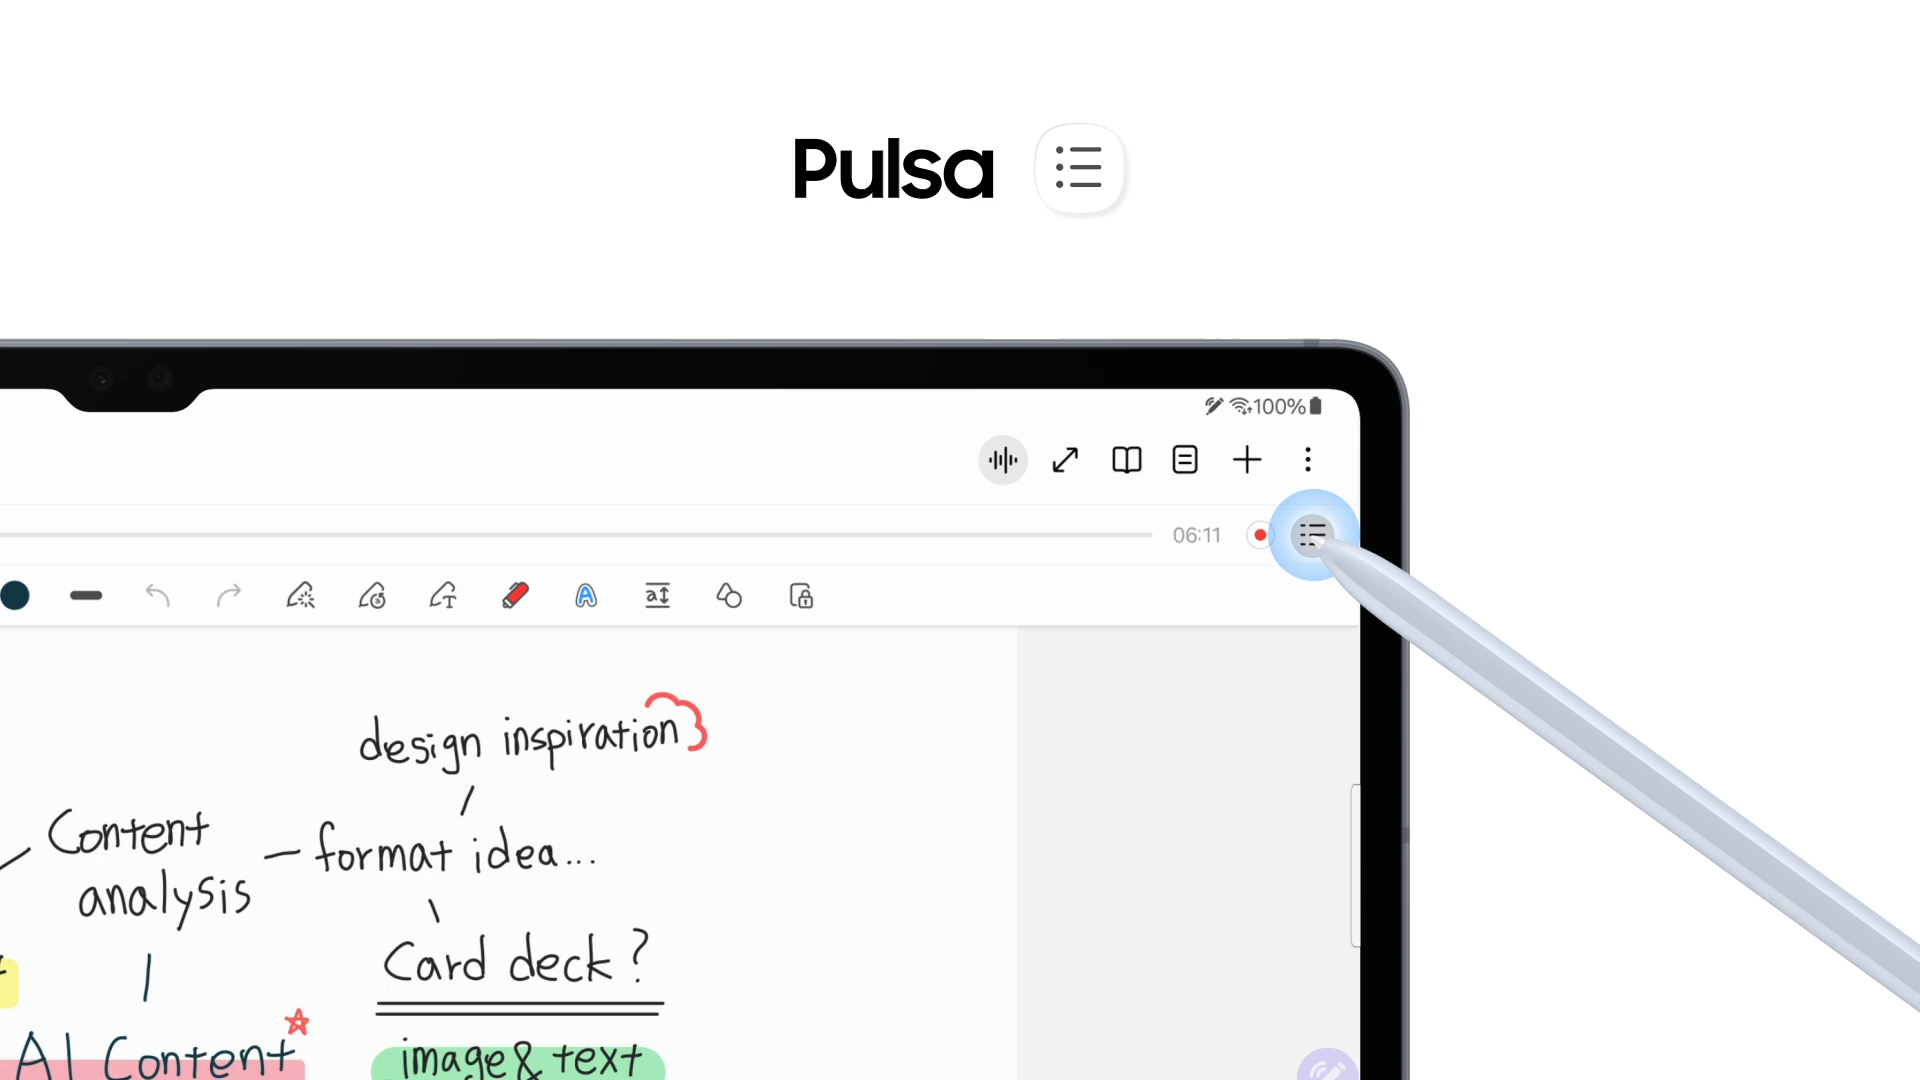 Pulsa
100%
06:11
design inspiration
Content
analysis
format idea...
Card deck?
AI Content
image & text